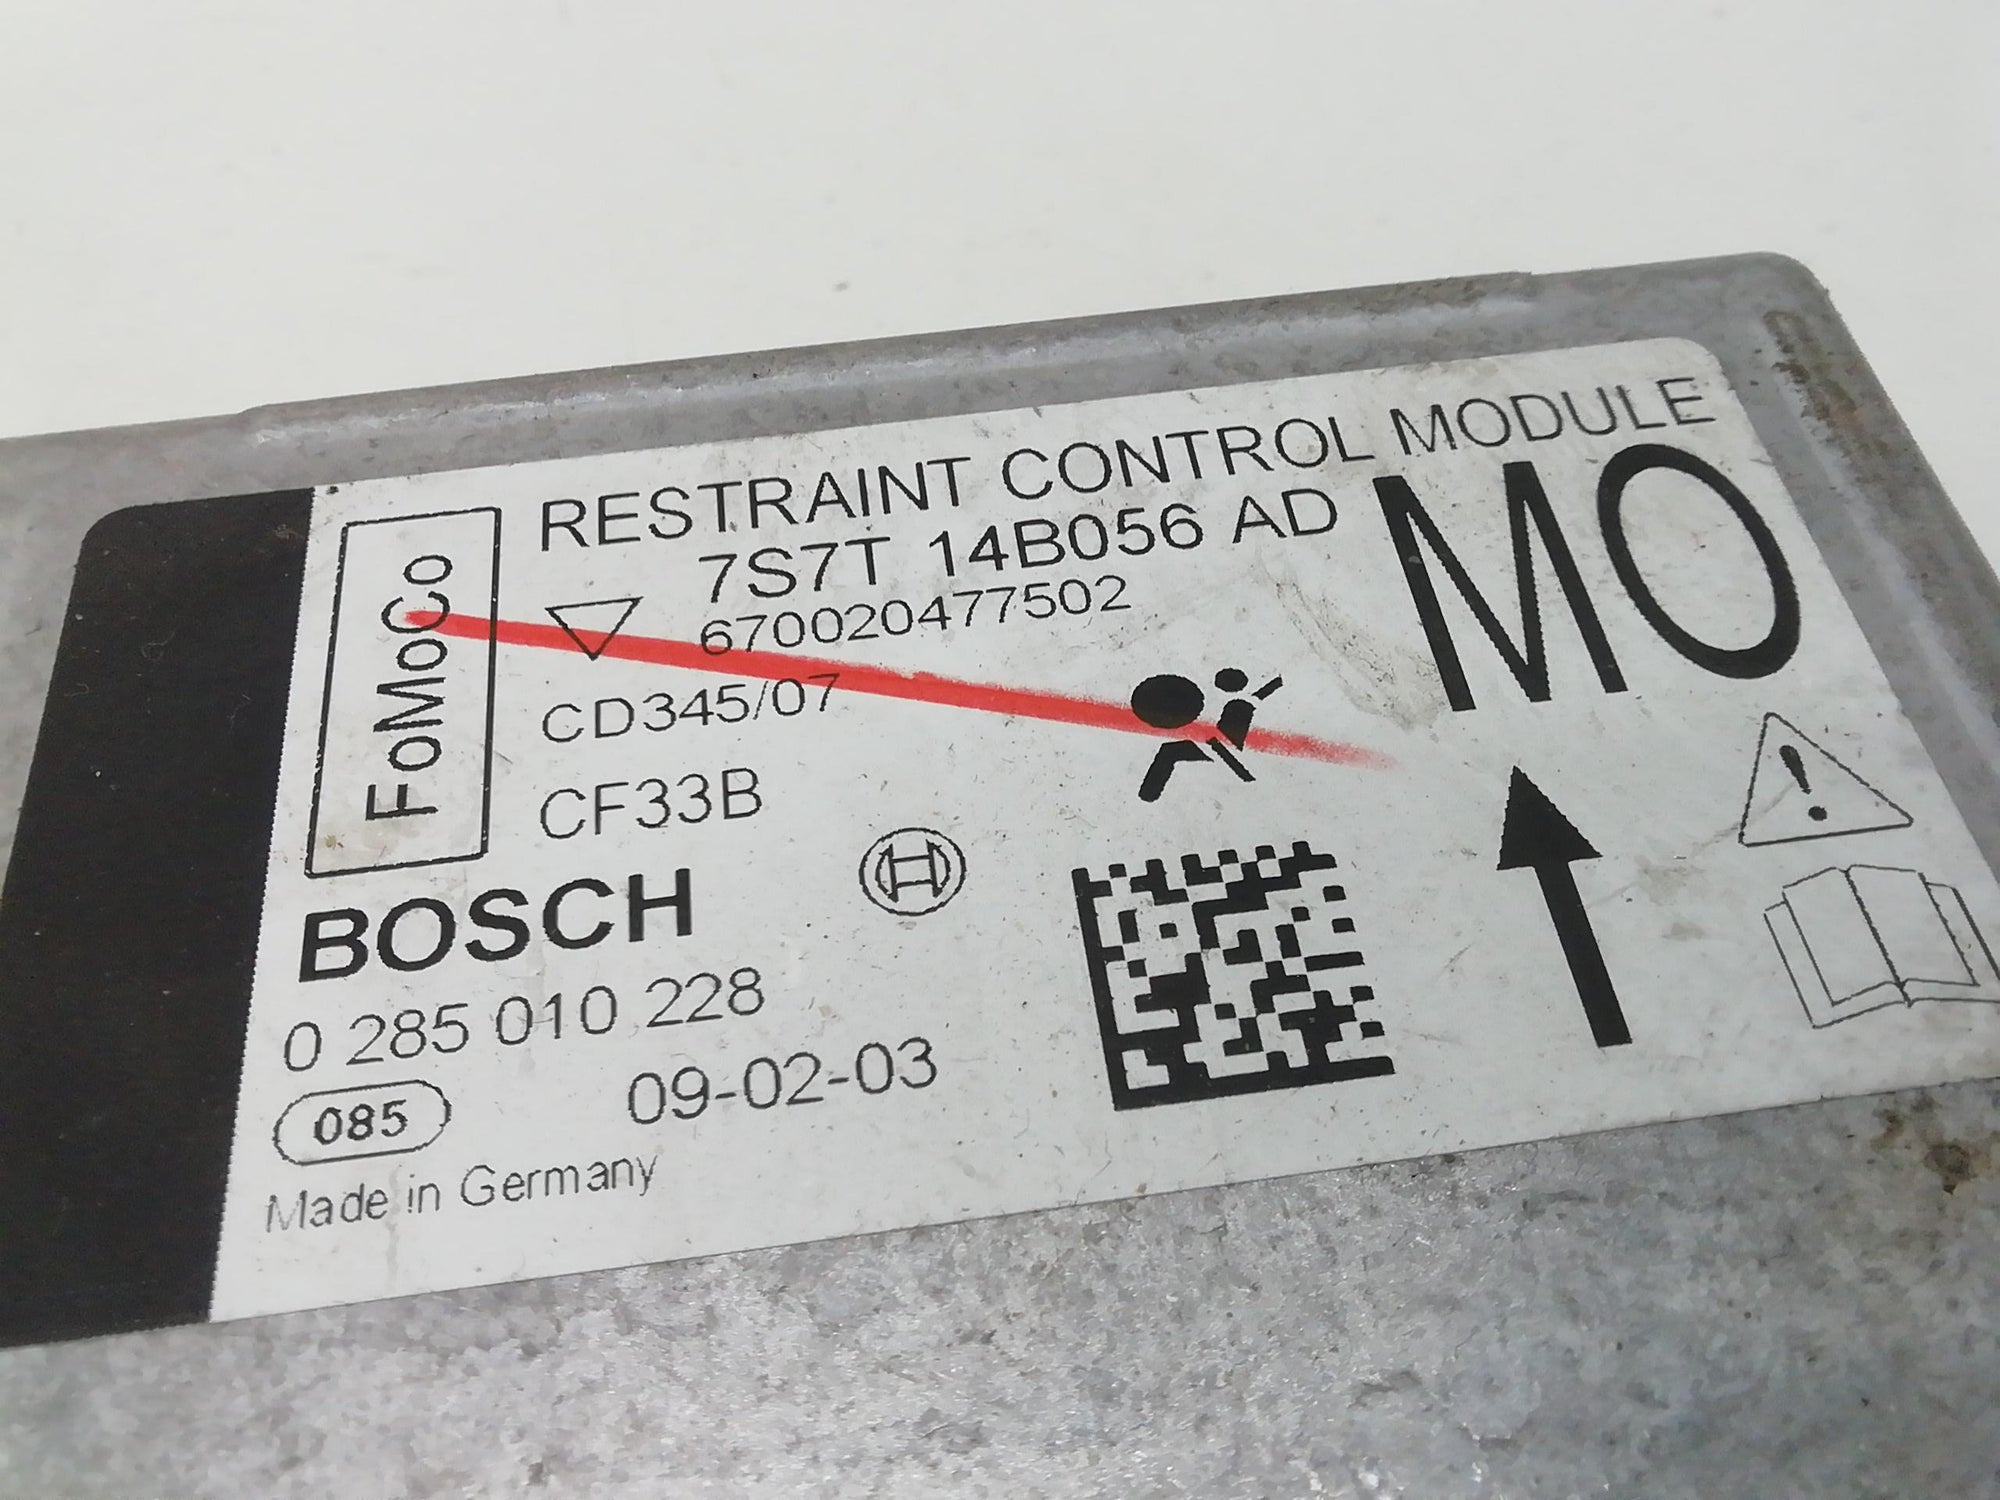 RESTRAINT CONTROL MODULE
7S7T 14B056 AD
MO
670020477502
FoMoCo
CD345/07
CF33B
BOSCH
0 285 010 228
085
09-02-03
Made in Germany